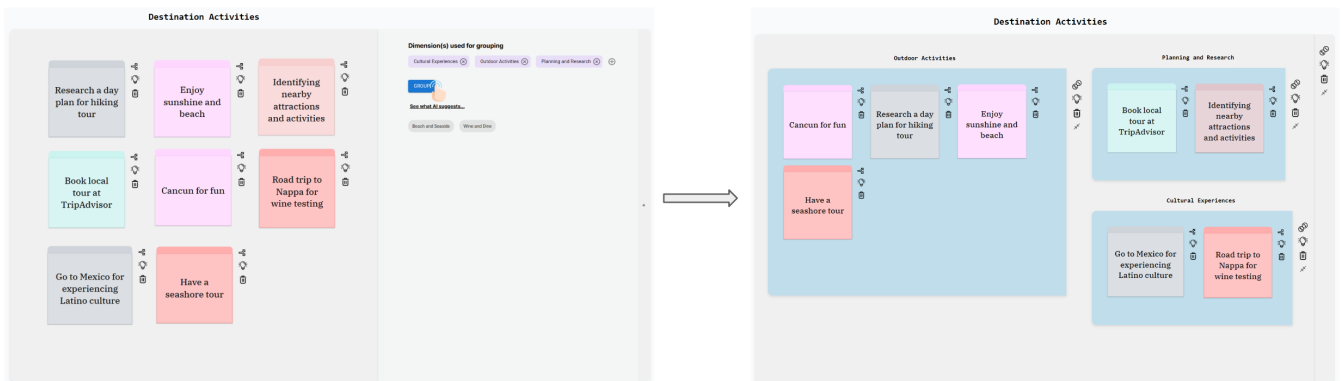 Destination Activities
Research a day
plan for hiking
tour
Enjoy
sunshine and
beach
Identifying
nearby
attractions
and activities
Book local
tour at
TripAdvisor
Cancun for fun
Road trip to
Nappa for
wine testing
Go to Mexico for
experiencing
Latino culture
Have a
seashore tour
Dimension(s) used for grouping
Cultural Experiences
Outdoor Activities
Planning and Research
See what AI suggests...
Beach and Seaside
Wine and Dine
Destination Activities
Outdoor Activities
Cancun for fun
Research a day
plan for hiking
tour
Enjoy
sunshine and
beach
Have a
seashore tour
Planning and Research
Book local
tour at
TripAdvisor
Identifying
nearby
attractions
and activities
Cultural Experiences
Go to Mexico for
experiencing
Latino culture
Road trip to
Nappa for
wine testing